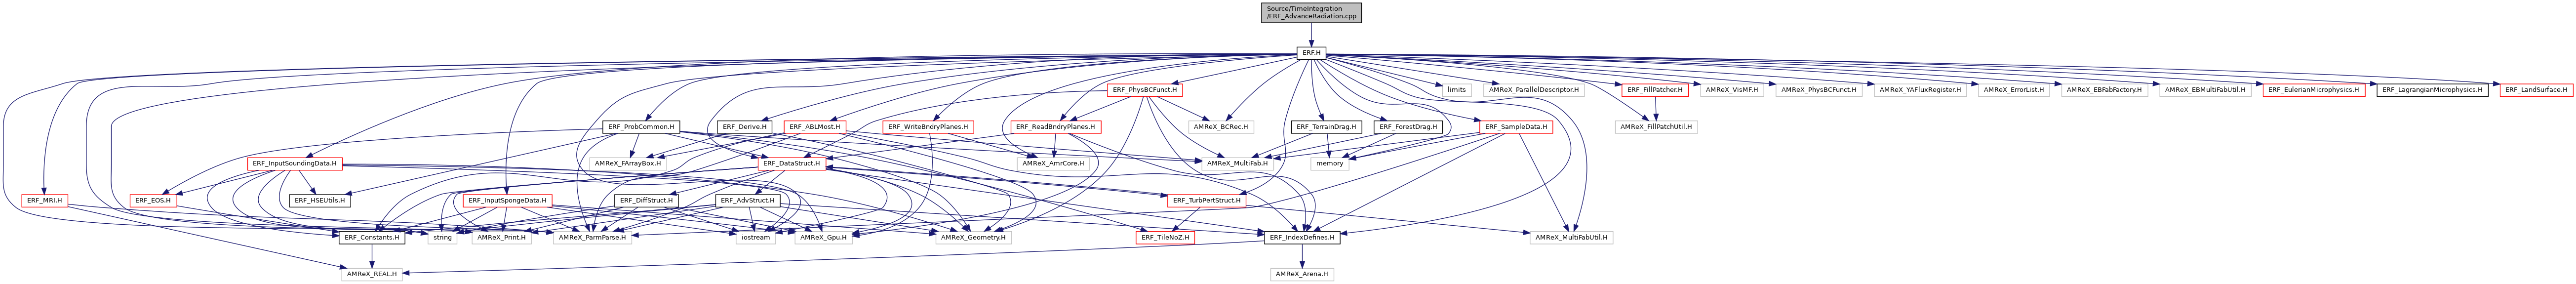 Source/TimeIntegration
/ERF_AdvanceRadiation.cpp
ERF.H
ERF_PhysBCFunct.H
limits
AMReX_ParallelDescriptor.H
ERF_FillPatcher.H
AMReX_VisMF.H
AMReX_PhysBCFunct.H
AMReX_YAFluxRegister.H
AMReX_ErrorList.H
AMReX_EBFabFactory.H
AMReX_EBMultiFabUtil.H
ERF_EulerianMicrophysics.H
ERF_LagrangianMicrophysics.H
ERF_LandSurface.H
ERF_ProbCommon.H
ERF_Derive.H
ERF_ABLMost.H
ERF_WriteBndryPlanes.H
ERF_ReadBndryPlanes.H
AMReX_BCRec.H
ERF_TerrainDrag.H
ERF_ForestDrag.H
ERF_SampleData.H
AMReX_FillPatchUtil.H
ERF_InputSoundingData.H
AMReX_FArrayBox.H
ERF_DataStruct.H
AMReX_AmrCore.H
AMReX_MultiFab.H
memory
ERF_MRI.H
ERF_EOS.H
ERF_HSEUtils.H
ERF_InputSpongeData.H
ERF_DiffStruct.H
ERF_AdvStruct.H
ERF_TurbPertStruct.H
ERF_Constants.H
string
AMReX_Print.H
AMReX_ParmParse.H
iostream
AMReX_Gpu.H
AMReX_Geometry.H
ERF_TileNoZ.H
ERF_IndexDefines.H
AMReX_MultiFabUtil.H
AMReX_REAL.H
AMReX_Arena.H